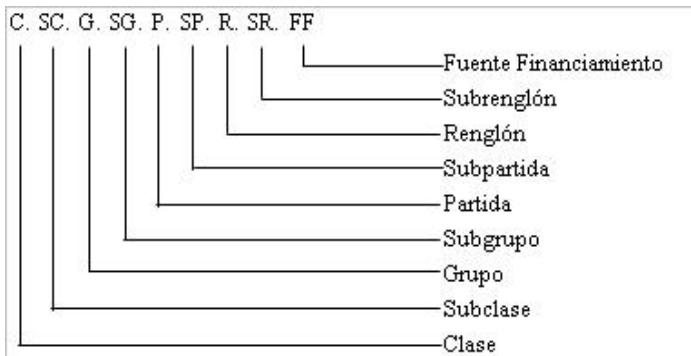 C. SC. G. SG. P. SP. R. SR. FF
Fuente Financiamiento
Subrenglón
Renglón
Subpartida
Partida
Subgrupo
Grupo
Subclase
Clase